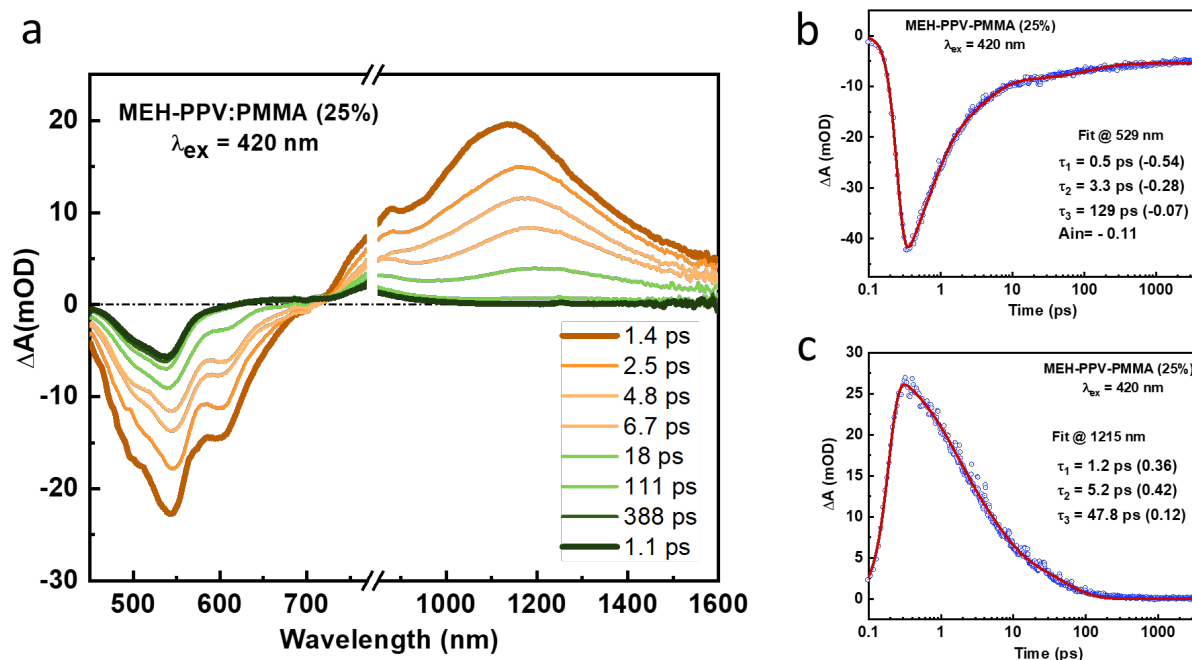 a
MEH-PPV:PMMA (25%)
λex = 420 nm
ΔA(mOD)
20
10
0
-10
-20
-30
500
600
700
1000
1200
1400
1600
Wavelength (nm)
1.4 ps
2.5 ps
4.8 ps
6.7 ps
18 ps
111 ps
388 ps
1.1 ps
b
MEH-PPV-PMMA (25%)
λex = 420 nm
ΔA (mOD)
0
-10
-20
-30
-40
Fit @ 529 nm
τ1 = 0.5 ps (-0.54)
τ2 = 3.3 ps (-0.28)
τ3 = 129 ps (-0.07)
Ain= - 0.11
0.1
1
10
100
1000
Time (ps)
c
MEH-PPV-PMMA (25%)
λex = 420 nm
ΔA (mOD)
30
25
20
15
10
5
0
Fit @ 1215 nm
τ1 = 1.2 ps (0.36)
τ2 = 5.2 ps (0.42)
τ3 = 47.8 ps (0.12)
0.1
1
10
100
1000
Time (ps)